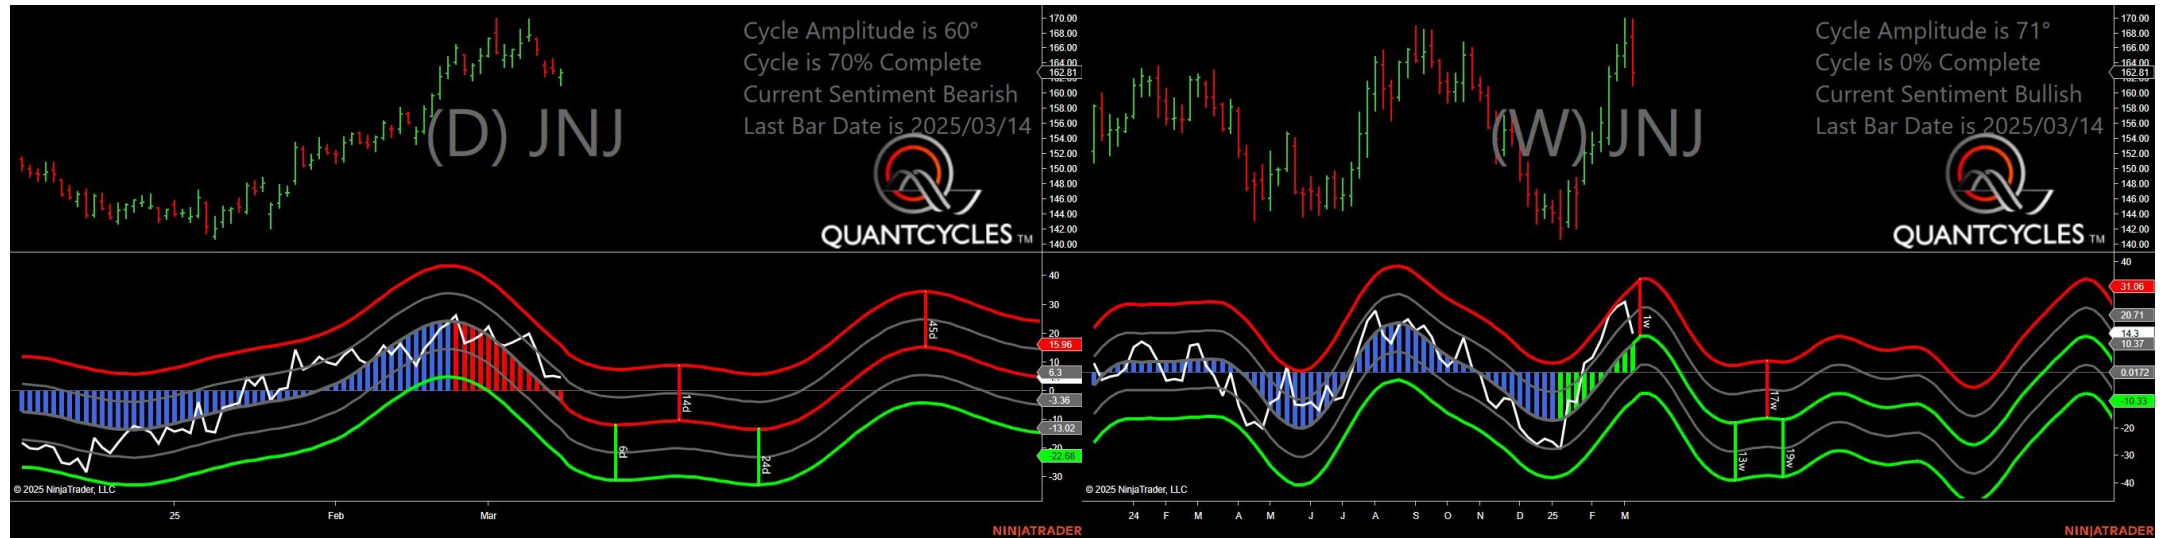 Cycle Amplitude is 60°
Cycle is 70% Complete
Current Sentiment Bearish
Last Bar Date is 2025/03/14
(D) JNJ
QUANTCYCLES TM
170.00
168.00
166.00
164.00
162.81
160.00
158.00
156.00
154.00
152.00
150.00
148.00
146.00
144.00
142.00
140.00
40
30
20
15.96
10
6.3
0
-3.36
-10
-13.02
-20
-22.68
-30
6d
14d
24d
45d
© 2025 NinjaTrader, LLC
25 Feb Mar
NINJATRADER
Cycle Amplitude is 71°
Cycle is 0% Complete
Current Sentiment Bullish
Last Bar Date is 2025/03/14
(W) JNJ
QUANTCYCLES TM
170.00
168.00
166.00
164.00
162.81
160.00
158.00
156.00
154.00
152.00
150.00
148.00
146.00
144.00
142.00
140.00
40
31.06
20.71
14.3
10.37
0.0172
-10.33
-20
-30
-40
1w
13w
17w
19w
© 2025 NinjaTrader, LLC
24 F M A M J J A S O N D 25 F M
NINJATRADER